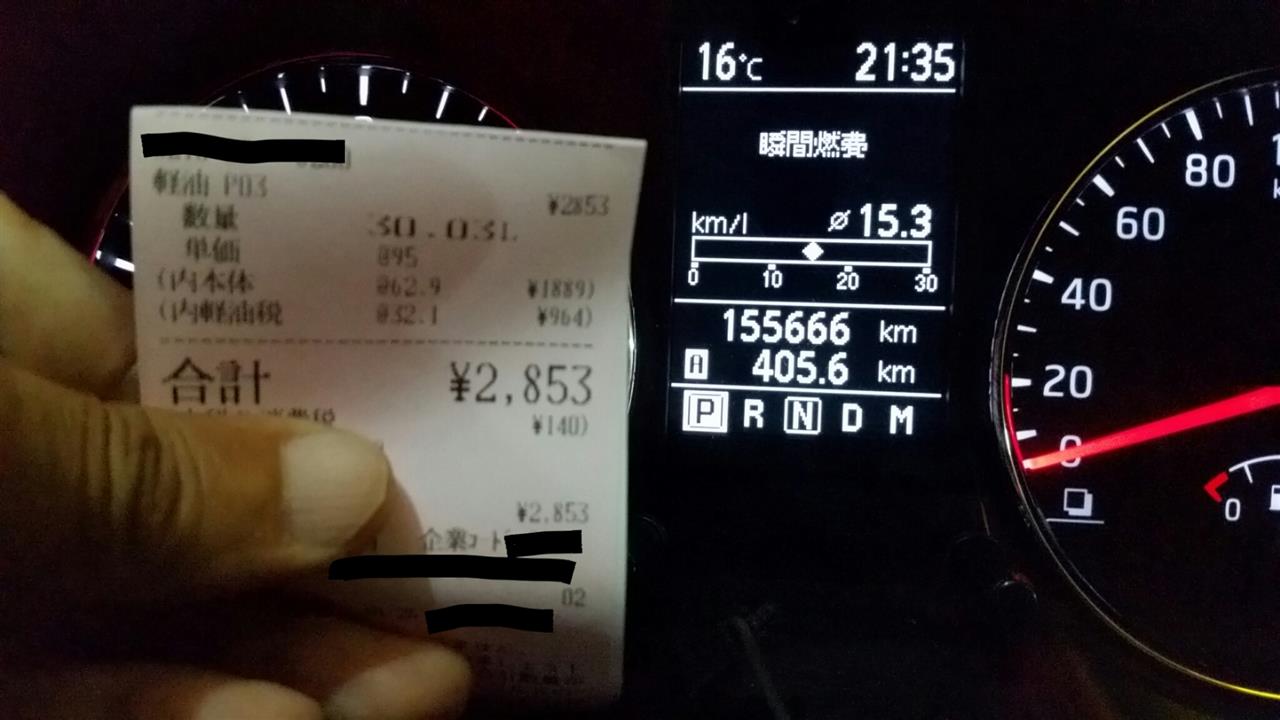 軽油 P03
¥2853
数量 30.03L
単価 @95
(内本体 @62.9 ¥1889)
(内軽油税 @32.1 ¥964)
合計 ¥2,853
¥140)
¥2,853
企業コード
02
16℃ 21:35
瞬間燃費
km/l ⌀ 15.3
0 10 20 30
155666 km
A 405.6 km
P R N D M
80
60
40
20
0
0